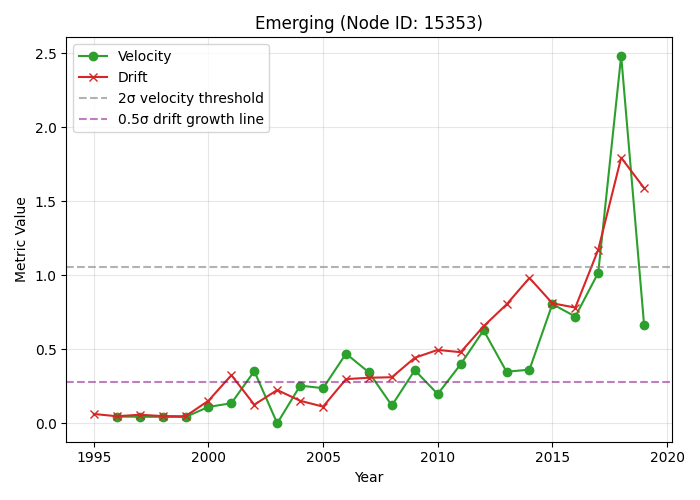 Emerging (Node ID: 15353)
Velocity
Drift
2σ velocity threshold
0.5σ drift growth line
Metric Value
2.5
2.0
1.5
1.0
0.5
0.0
1995 2000 2005 2010 2015 2020
Year